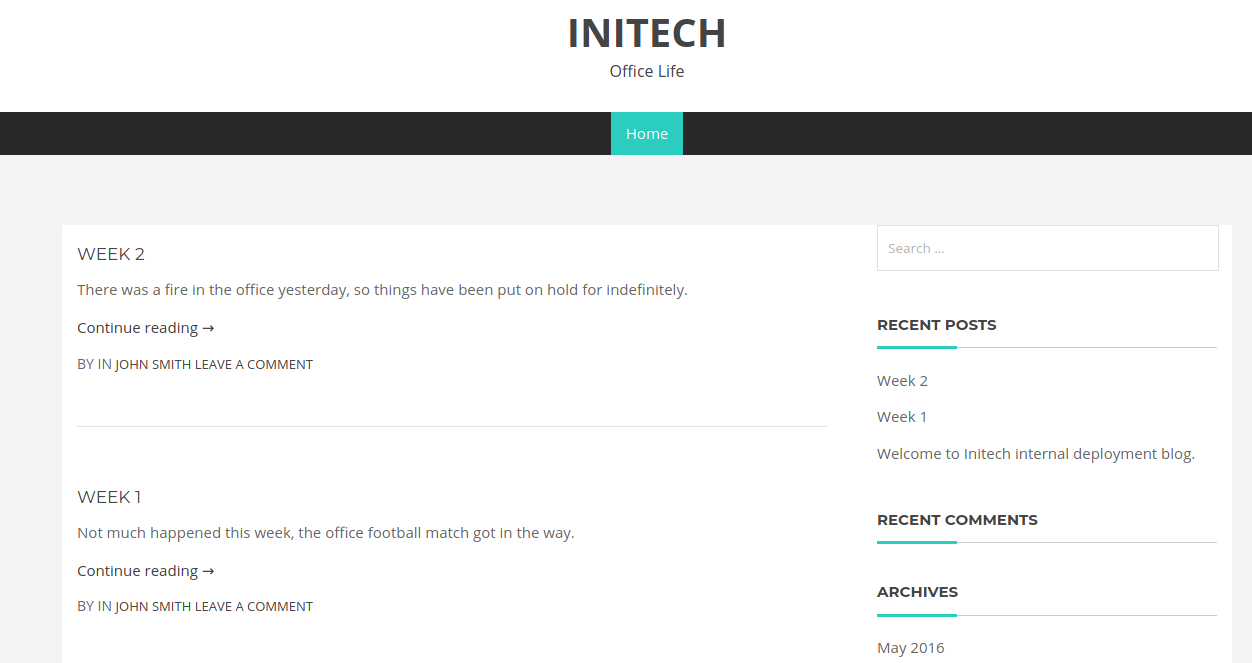 INITECH
Office Life
Home
WEEK 2
There was a fire in the office yesterday, so things have been put on hold for indefinitely.
Continue reading →
BY IN JOHN SMITH LEAVE A COMMENT
WEEK 1
Not much happened this week, the office football match got in the way.
Continue reading →
BY IN JOHN SMITH LEAVE A COMMENT
Search ...
RECENT POSTS
Week 2
Week 1
Welcome to Initech internal deployment blog.
RECENT COMMENTS
ARCHIVES
May 2016